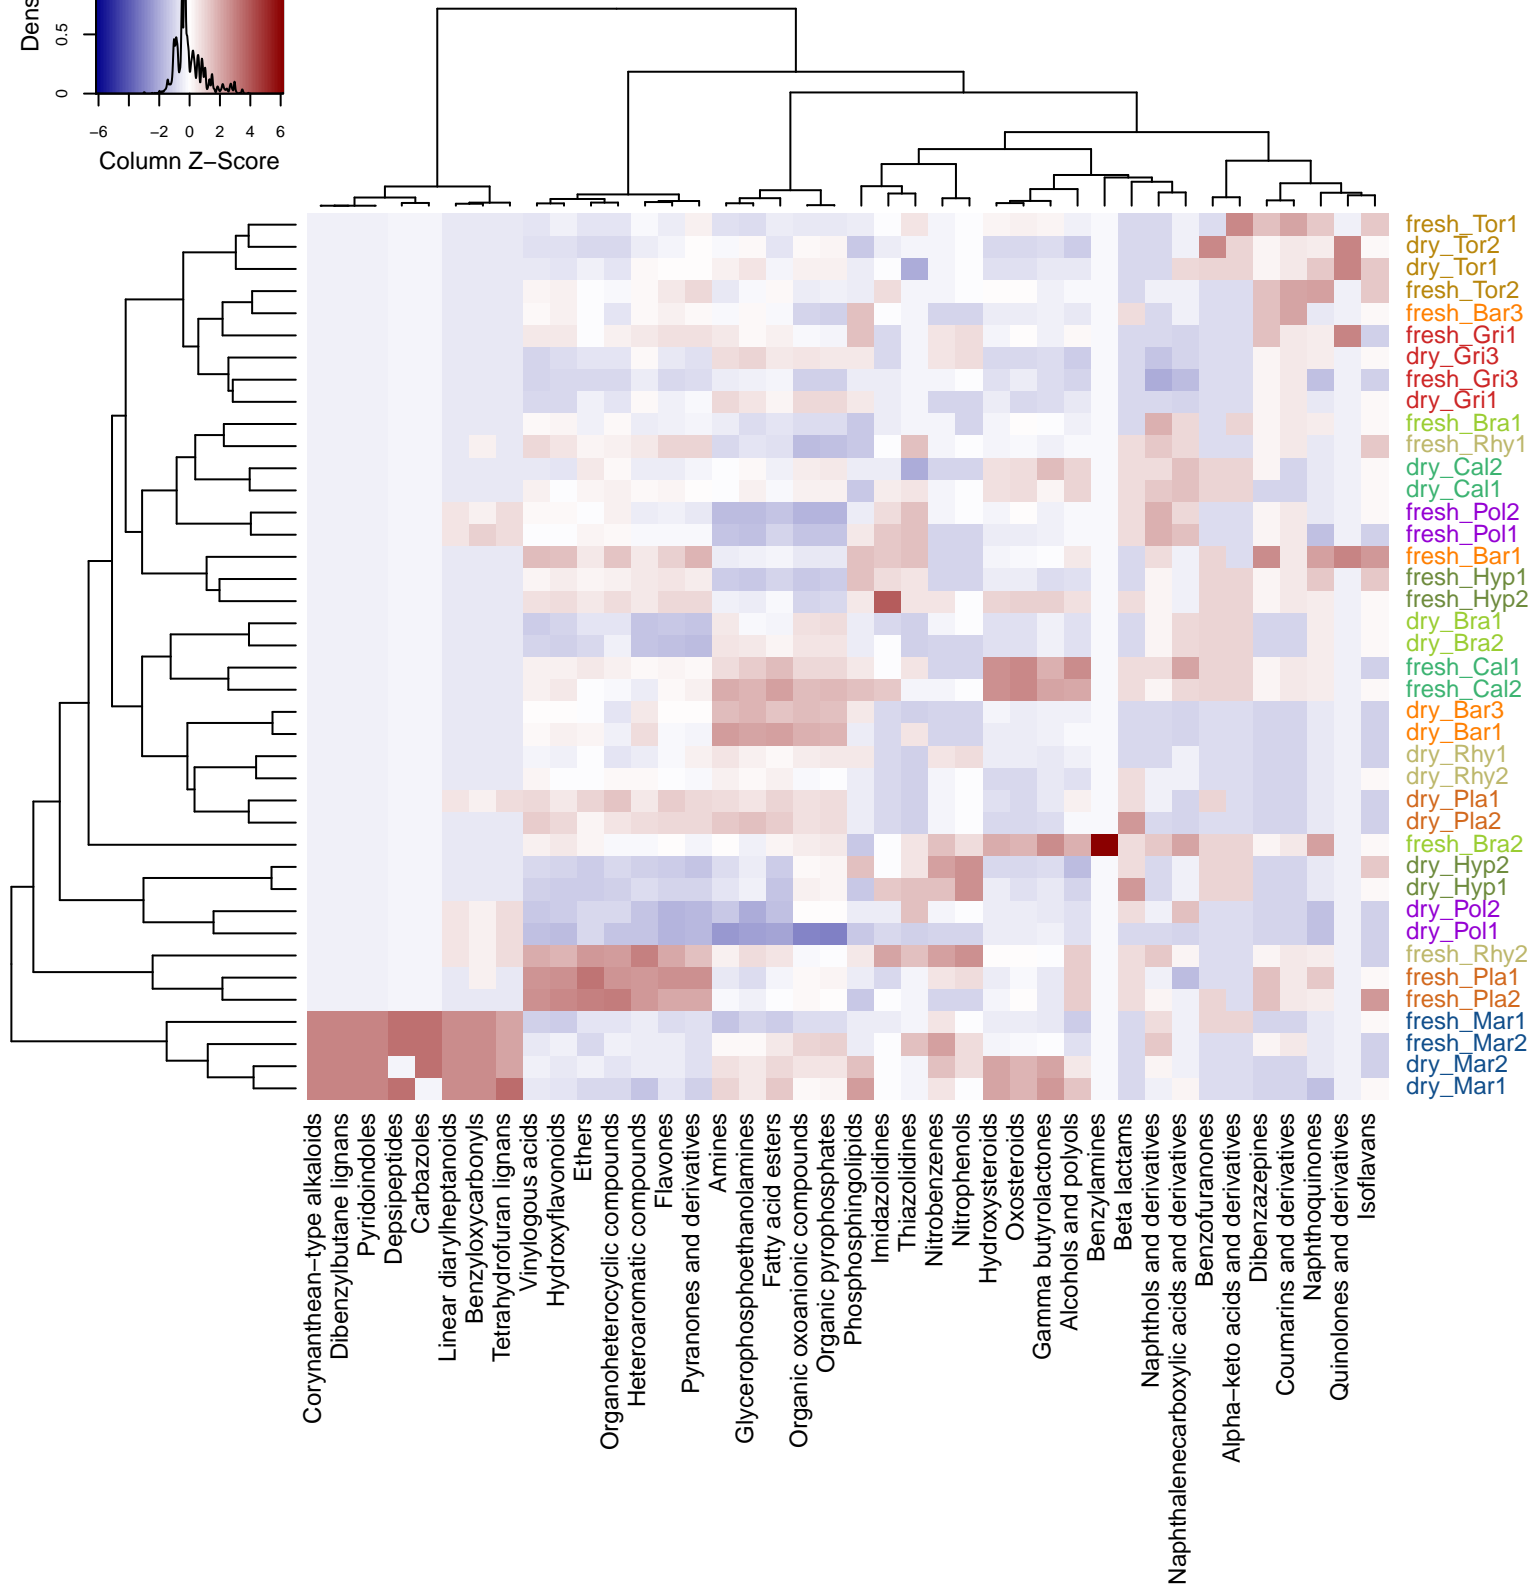 Dens
0.5
0
−6
−2
0
2
4
6
Column Z−Score
fresh_Tor1
dry_Tor2
dry_Tor1
fresh_Tor2
fresh_Bar3
fresh_Gri1
dry_Gri3
fresh_Gri3
dry_Gri1
fresh_Bra1
fresh_Rhy1
dry_Cal2
dry_Cal1
fresh_Pol2
fresh_Pol1
fresh_Bar1
fresh_Hyp1
fresh_Hyp2
dry_Bra1
dry_Bra2
fresh_Cal1
fresh_Cal2
dry_Bar3
dry_Bar1
dry_Rhy1
dry_Rhy2
dry_Pla1
dry_Pla2
fresh_Bra2
dry_Hyp2
dry_Hyp1
dry_Pol2
dry_Pol1
fresh_Rhy2
fresh_Pla1
fresh_Pla2
fresh_Mar1
fresh_Mar2
dry_Mar2
dry_Mar1
Corynanthean−type alkaloids
Dibenzylbutane lignans
Pyridoindoles
Depsipeptides
Carbazoles
Linear diarylheptanoids
Benzyloxycarbonyls
Tetrahydrofuran lignans
Vinylogous acids
Hydroxyflavonoids
Ethers
Organoheterocyclic compounds
Heteroaromatic compounds
Flavones
Pyranones and derivatives
Amines
Glycerophosphoethanolamines
Fatty acid esters
Organic oxoanionic compounds
Organic pyrophosphates
Phosphosphingolipids
Imidazolidines
Thiazolidines
Nitrobenzenes
Nitrophenols
Hydroxysteroids
Oxosteroids
Gamma butyrolactones
Alcohols and polyols
Benzylamines
Beta lactams
Naphthols and derivatives
Naphthalenecarboxylic acids and derivatives
Benzofuranones
Alpha−keto acids and derivatives
Dibenzazepines
Coumarins and derivatives
Naphthoquinones
Quinolones and derivatives
Isoflavans